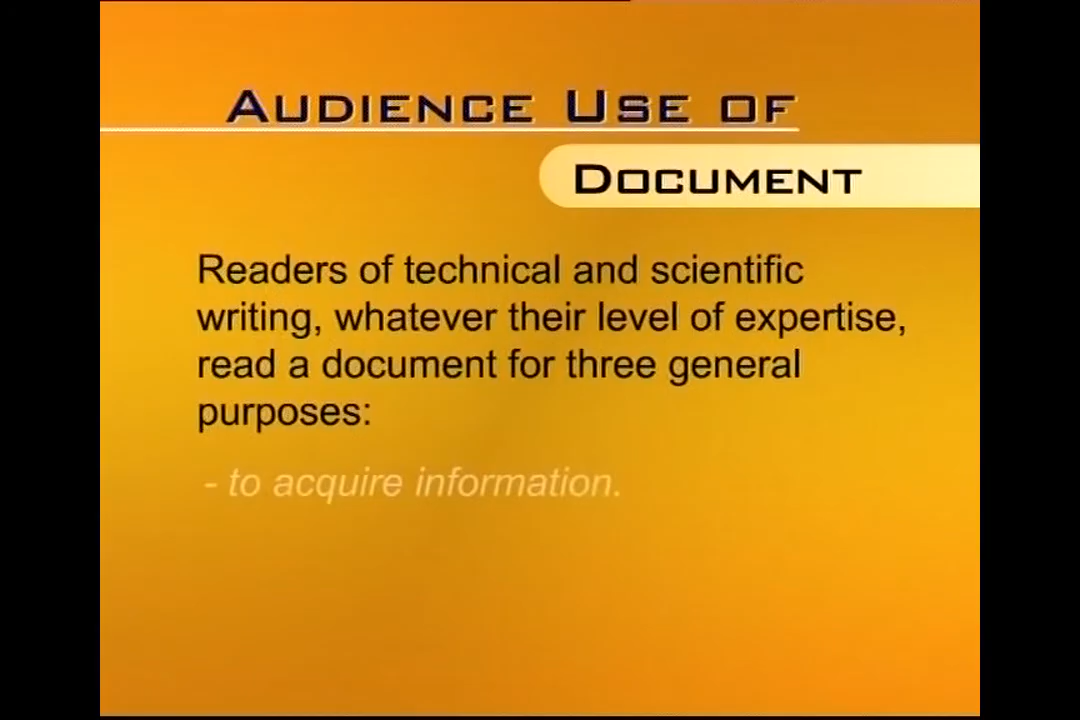 AUDIENCE USE OF
DOCUMENT
Readers of technical and scientific
writing, whatever their level of expertise,
read a document for three general
purposes:
- to acquire information.